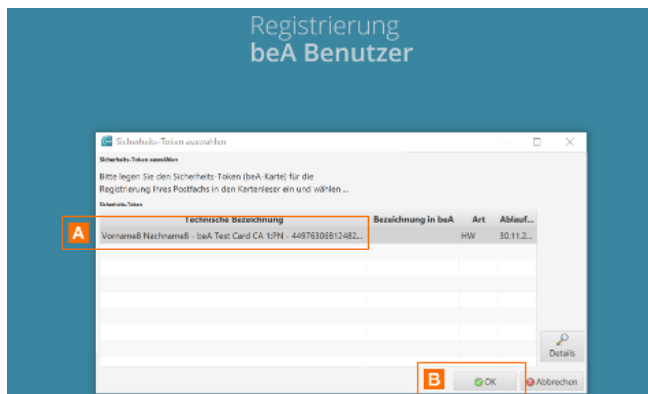 Registrierung
beA Benutzer
Sicherheits-Token auswählen
Sicherheits-Token auswählen
Bitte legen Sie den Sicherheits-Token (beA-Karte) für die
Registrierung Ihres Postfachs in den Kartenleser ein und wählen ...
Sicherheits-Token
Technische Bezeichnung Bezeichnung in beA Art Ablauf...
A
Vorname8 Nachname8 - beA Test Card CA 1:PN - 44976306812482... HW 30.11.2...
Details
B
OK Abbrechen